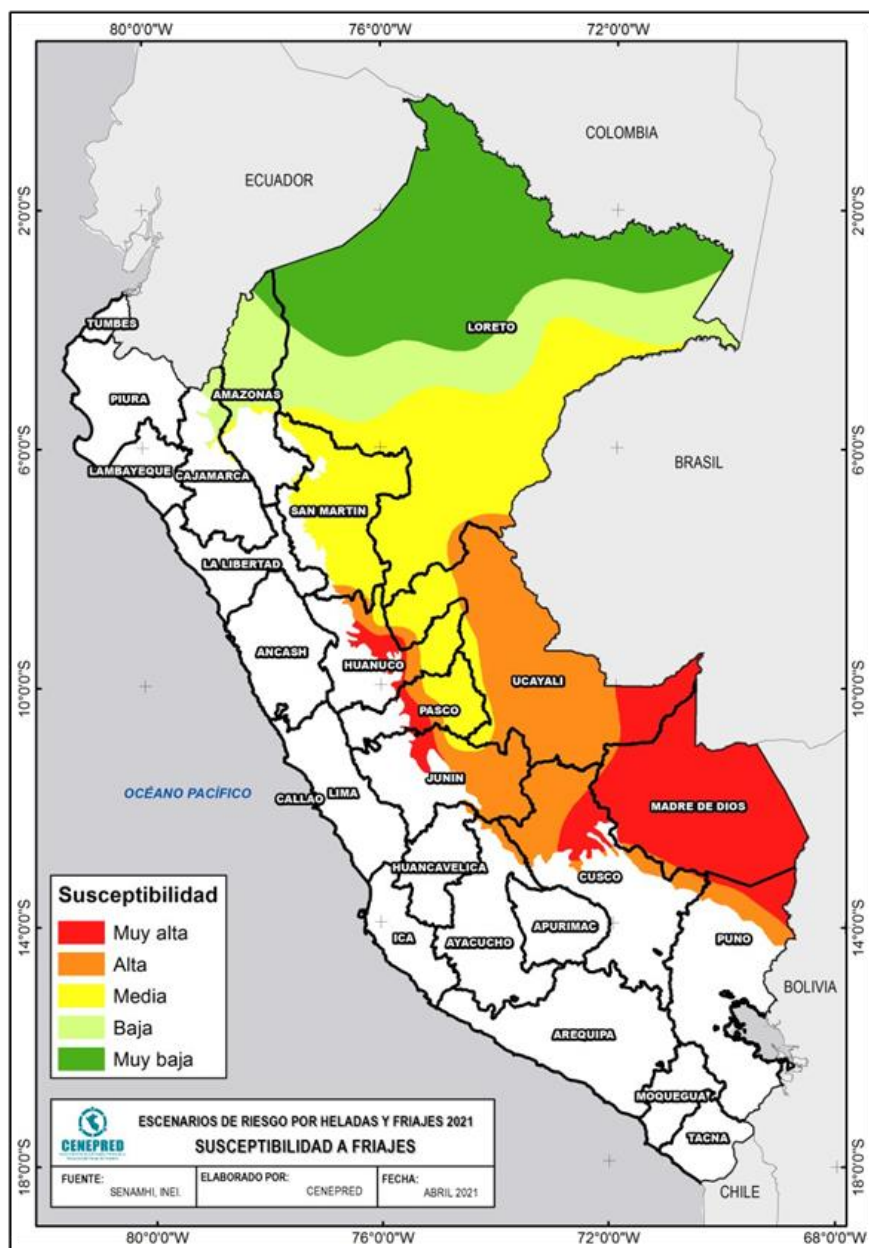 80°0'0"W
76°0'0"W
72°0'0"W
COLOMBIA
ECUADOR
2°0'0"S
2°0'0"S
LORETO
TUMBES
PIURA
AMAZONAS
6°0'0"S
6°0'0"S
BRASIL
LAMBAYEQUE
CAJAMARCA
SAN MARTIN
LA LIBERTAD
ANCASH
HUANUCO
UCAYALI
10°0'0"S
10°0'0"S
PASCO
JUNIN
OCÉANO PACÍFICO
CALLAO
LIMA
MADRE DE DIOS
HUANCAVELICA
CUSCO
Susceptibilidad
Muy alta
Alta
Media
Baja
Muy baja
14°0'0"S
14°0'0"S
ICA
AYACUCHO
APURIMAC
PUNO
BOLIVIA
AREQUIPA
MOQUEGUA
TACNA
CHILE
CENEPRED
ESCENARIOS DE RIESGO POR HELADAS Y FRIAJES 2021
SUSCEPTIBILIDAD A FRIAJES
FUENTE:
SENAMHI, INEI.
ELABORADO POR:
CENEPRED
FECHA:
ABRIL 2021
18°0'0"S
18°0'0"S
80°0'0"W
76°0'0"W
72°0'0"W
68°0'0"W